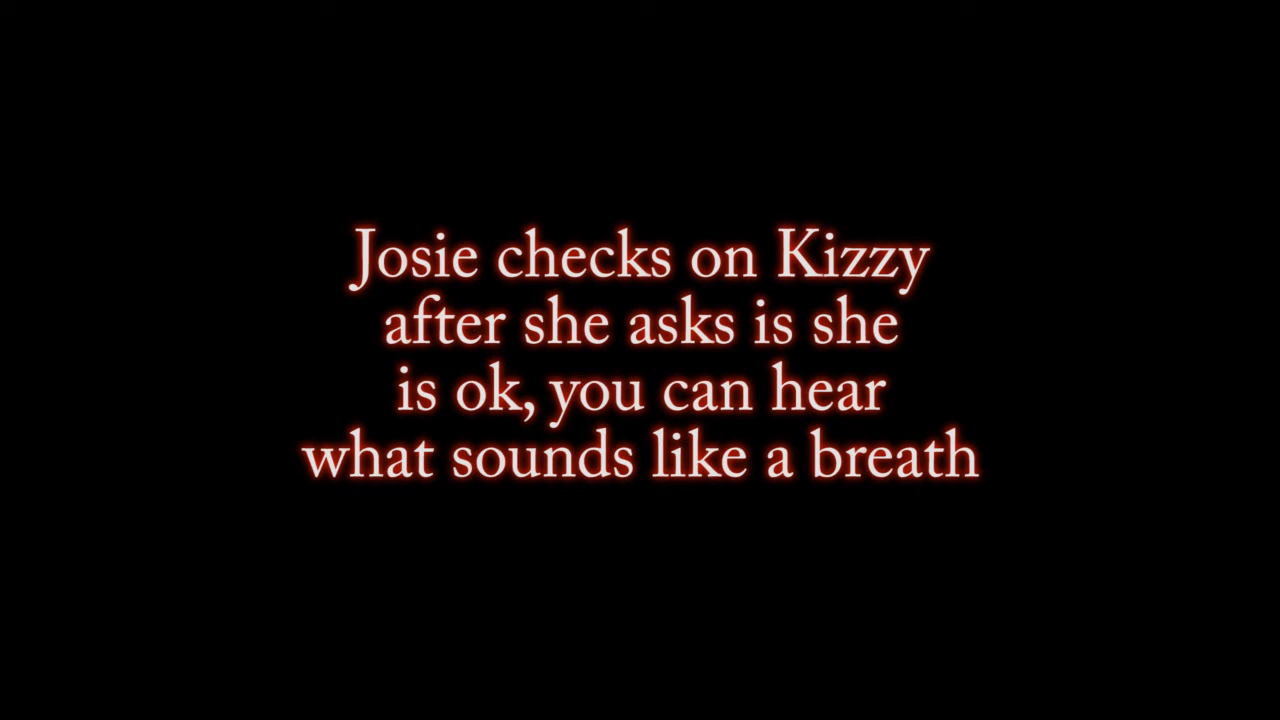 Josie checks on Kizzy
after she asks is she
is ok, you can hear
what sounds like a breath